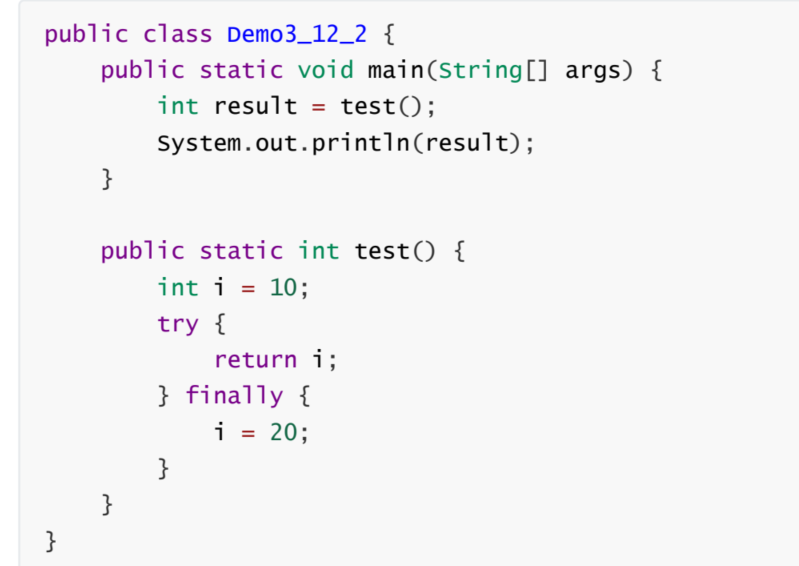 public class Demo3_12_2 {
    public static void main(String[] args) {
        int result = test();
        System.out.println(result);
    }

    public static int test() {
        int i = 10;
        try {
            return i;
        } finally {
            i = 20;
        }
    }
}